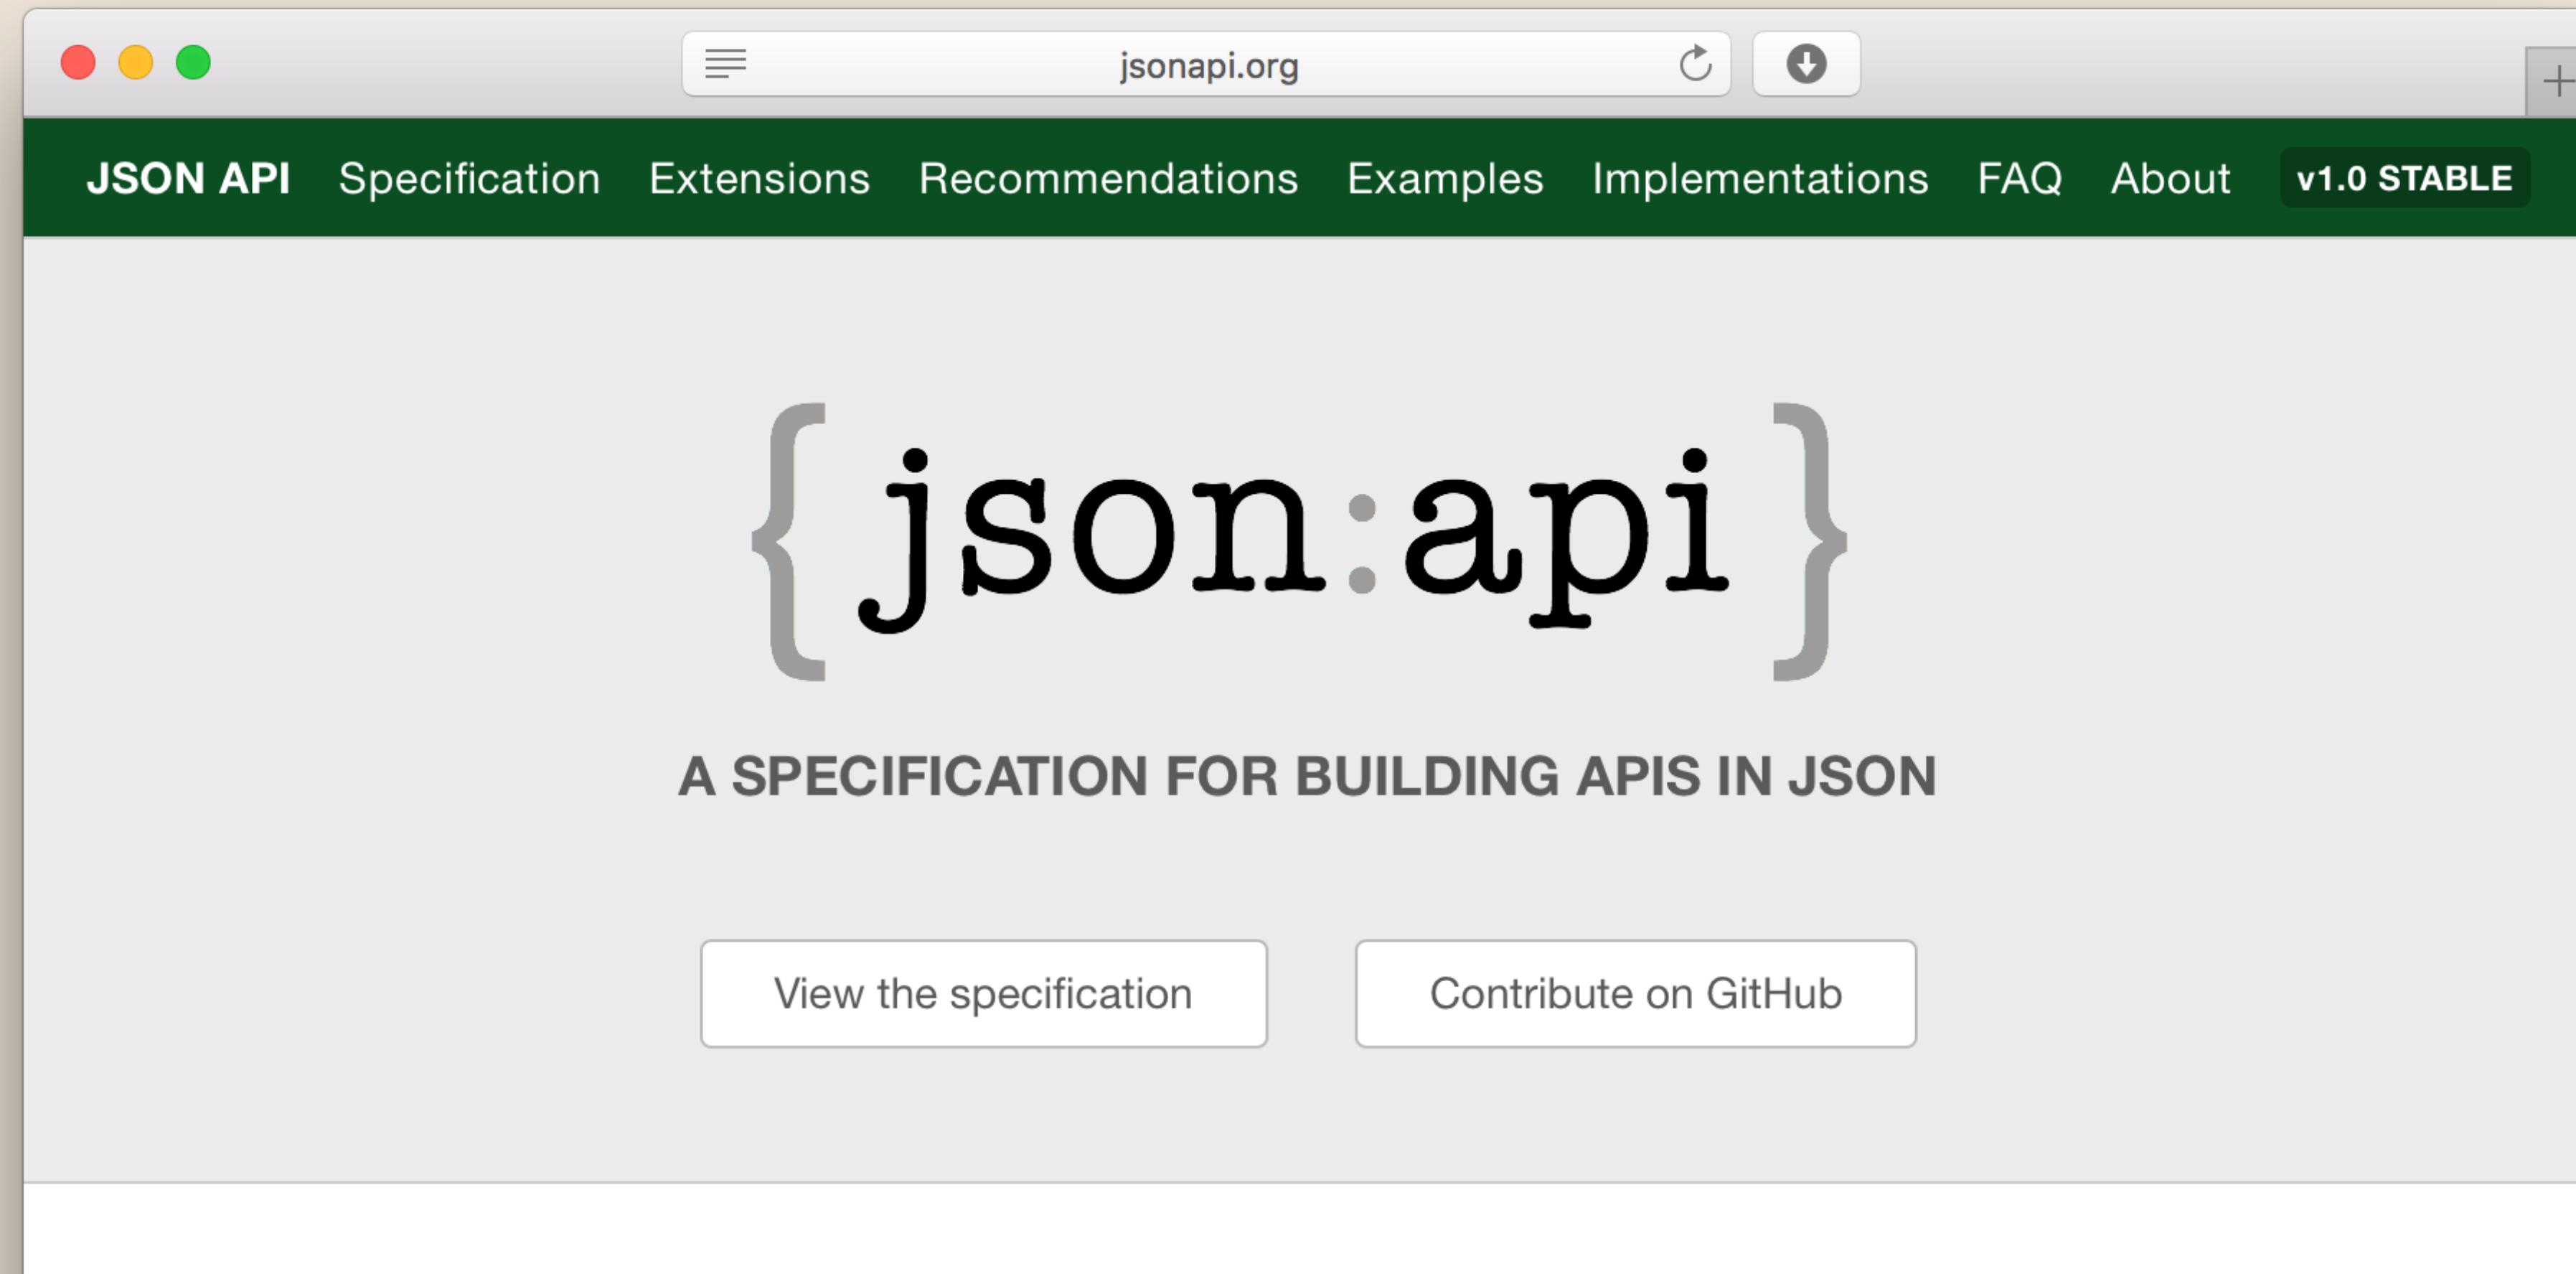 jsonapi.org
JSON API Specification Extensions Recommendations Examples Implementations FAQ About v1.0 STABLE
{ json:api }
A SPECIFICATION FOR BUILDING APIS IN JSON
View the specification Contribute on GitHub